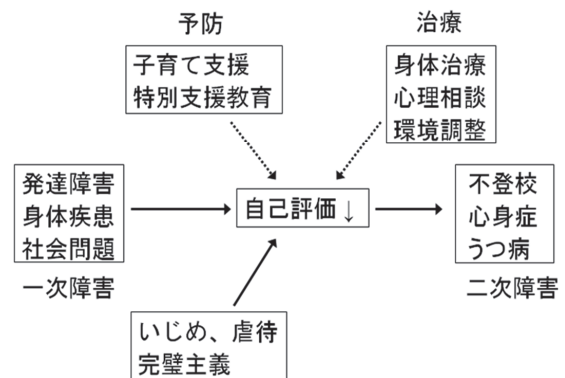 予防
治療
子育て支援
特別支援教育
身体治療
心理相談
環境調整
発達障害
身体疾患
社会問題
自己評価↓
不登校
心身症
うつ病
一次障害
二次障害
いじめ、虐待
完璧主義